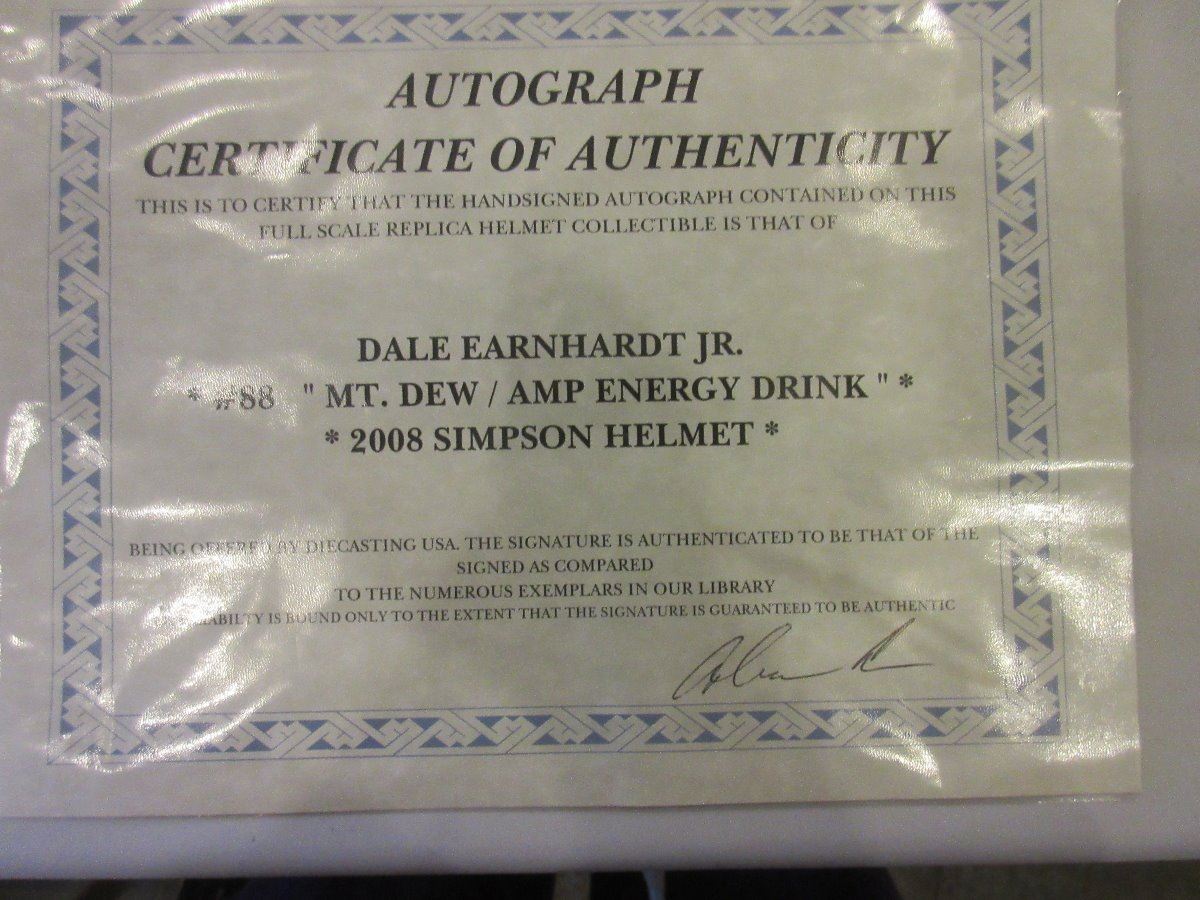 AUTOGRAPH
CERTIFICATE OF AUTHENTICITY
THIS IS TO CERTIFY THAT THE HANDSIGNED AUTOGRAPH CONTAINED ON THIS
FULL SCALE REPLICA HELMET COLLECTIBLE IS THAT OF
DALE EARNHARDT JR.
* #88 " MT. DEW / AMP ENERGY DRINK " *
* 2008 SIMPSON HELMET *
BEING OFFERED BY DIECASTING USA. THE SIGNATURE IS AUTHENTICATED TO BE THAT OF THE
SIGNED AS COMPARED
TO THE NUMEROUS EXEMPLARS IN OUR LIBRARY
IS BOUND ONLY TO THE EXTENT THAT THE SIGNATURE IS GUARANTEED TO BE AUTHENTIC